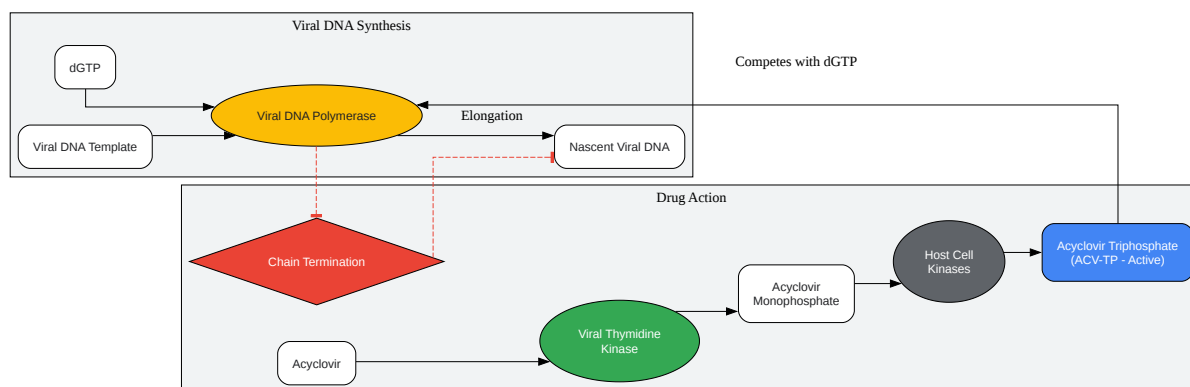 Viral DNA Synthesis
dGTP
Competes with dGTP
Viral DNA Polymerase
Elongation
Viral DNA Template
Nascent Viral DNA
Drug Action
Chain Termination
Host Cell
Kinases
Acyclovir Triphosphate
(ACV-TP - Active)
Acyclovir
Monophosphate
Viral Thymidine
Kinase
Acyclovir